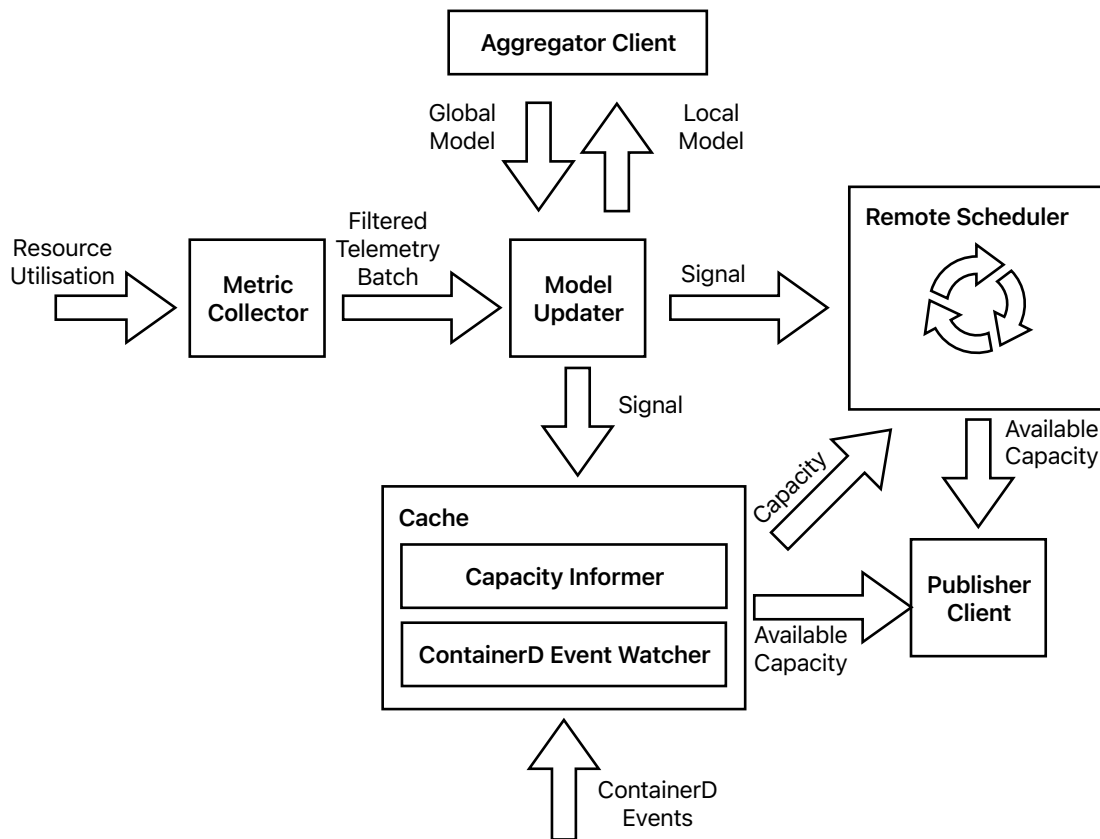 Aggregator Client
Global
Model
Local
Model
Resource
Utilisation
Metric
Collector
Filtered
Telemetry
Batch
Model
Updater
Signal
Remote Scheduler
Signal
Available
Capacity
Capacity
Cache
Capacity Informer
ContainerD Event Watcher
Available
Capacity
Publisher
Client
ContainerD
Events